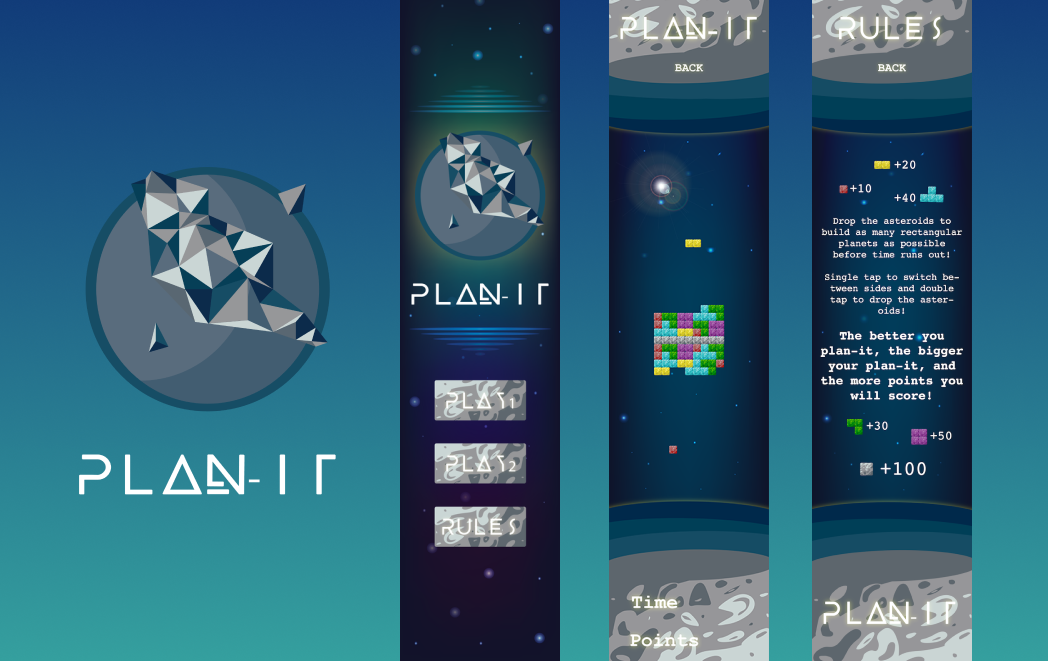 PLAN-IT
PLAN-IT
PLAY1
PLAY2
RULES
PLAN-IT
BACK
Time
Points
RULES
BACK
+20
+10
+40
Drop the asteroids to
build as many rectangular
planets as possible
before time runs out!
Single tap to switch be-
tween sides and double
tap to drop the aster-
oids!
The better you
plan-it, the bigger
your plan-it, and
the more points you
will score!
+30
+50
+100
PLAN-IT